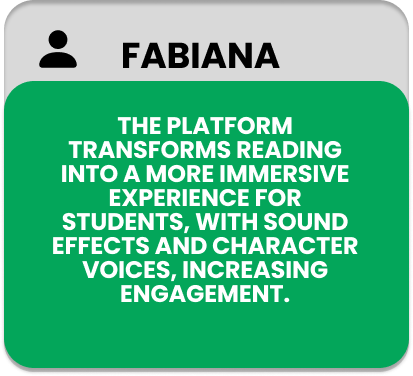 FABIANA
THE PLATFORM
TRANSFORMS READING
INTO A MORE IMMERSIVE
EXPERIENCE FOR
STUDENTS, WITH SOUND
EFFECTS AND CHARACTER
VOICES, INCREASING
ENGAGEMENT.